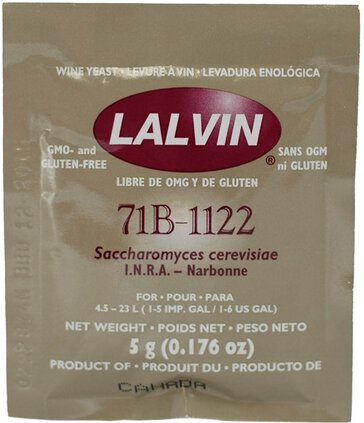 WINE YEAST • LEVURE À VIN • LEVADURA ENOLÓGICA
LALVIN®
GMO- and
GLUTEN-FREE
SANS OGM
ni GLUTEN
LIBRE DE OMG Y DE GLUTEN
71B-1122
Saccharomyces cerevisiae
I.N.R.A. – Narbonne
FOR • POUR • PARA
4.5 – 23 L ( 1-5 IMP. GAL / 1-6 US GAL)
NET WEIGHT • POIDS NET • PESO NETO
5 g (0.176 oz)
PRODUCT OF • PRODUIT DU • PRODUCTO DE
CANADA